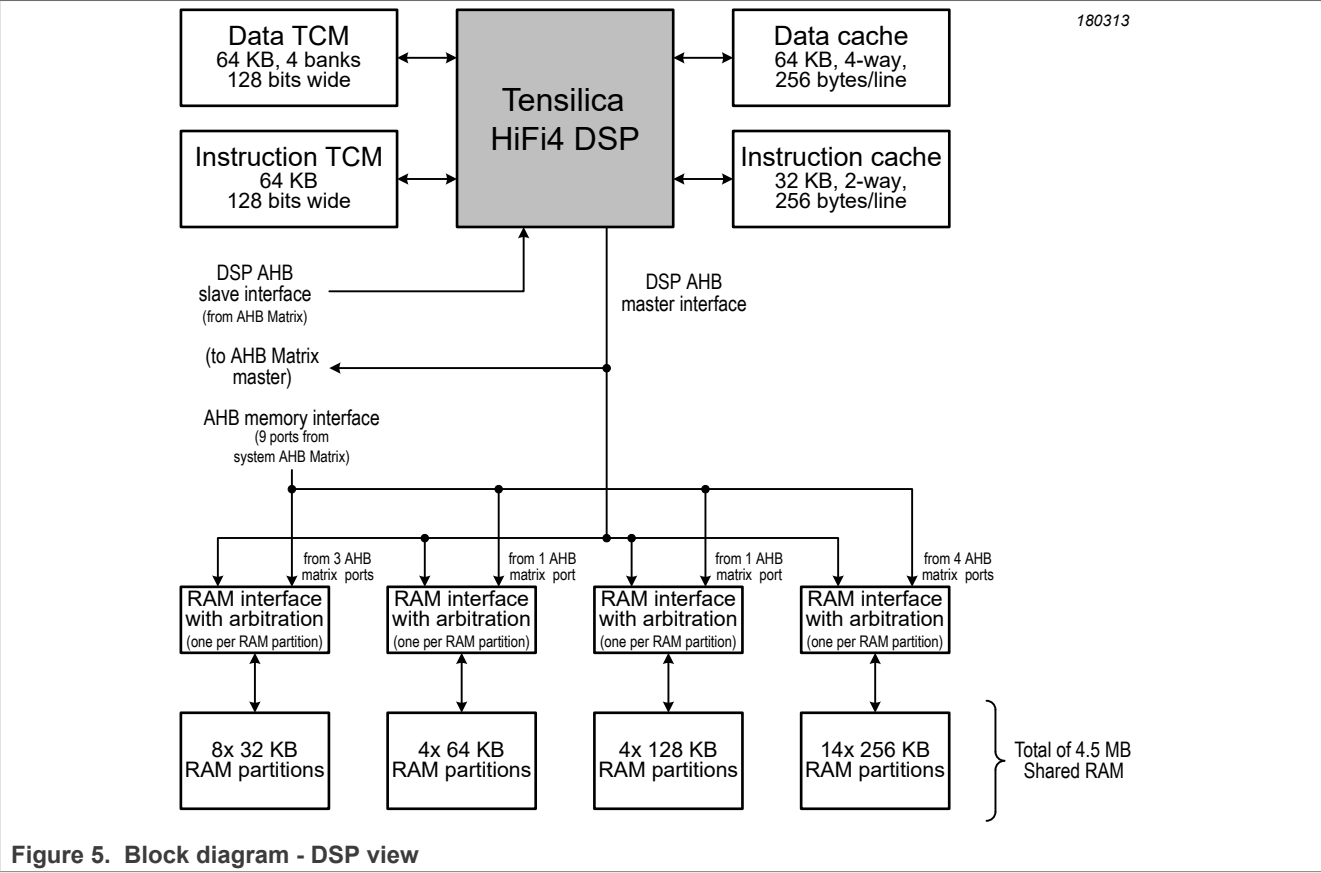 180313
Data TCM
64 KB, 4 banks
128 bits wide
Tensilica
HiFi4 DSP
Data cache
64 KB, 4-way,
256 bytes/line
Instruction TCM
64 KB
128 bits wide
Instruction cache
32 KB, 2-way,
256 bytes/line
DSP AHB
slave interface
(from AHB Matrix)
DSP AHB
master interface
(to AHB Matrix
master)
AHB memory interface
(9 ports from
system AHB Matrix)
from 3 AHB
matrix ports
from 1 AHB
matrix port
from 1 AHB
matrix port
from 4 AHB
matrix ports
RAM interface
with arbitration
(one per RAM partition)
RAM interface
with arbitration
(one per RAM partition)
RAM interface
with arbitration
(one per RAM partition)
RAM interface
with arbitration
(one per RAM partition)
8x 32 KB
RAM partitions
4x 64 KB
RAM partitions
4x 128 KB
RAM partitions
14x 256 KB
RAM partitions
Total of 4.5 MB
Shared RAM
Figure 5. Block diagram - DSP view